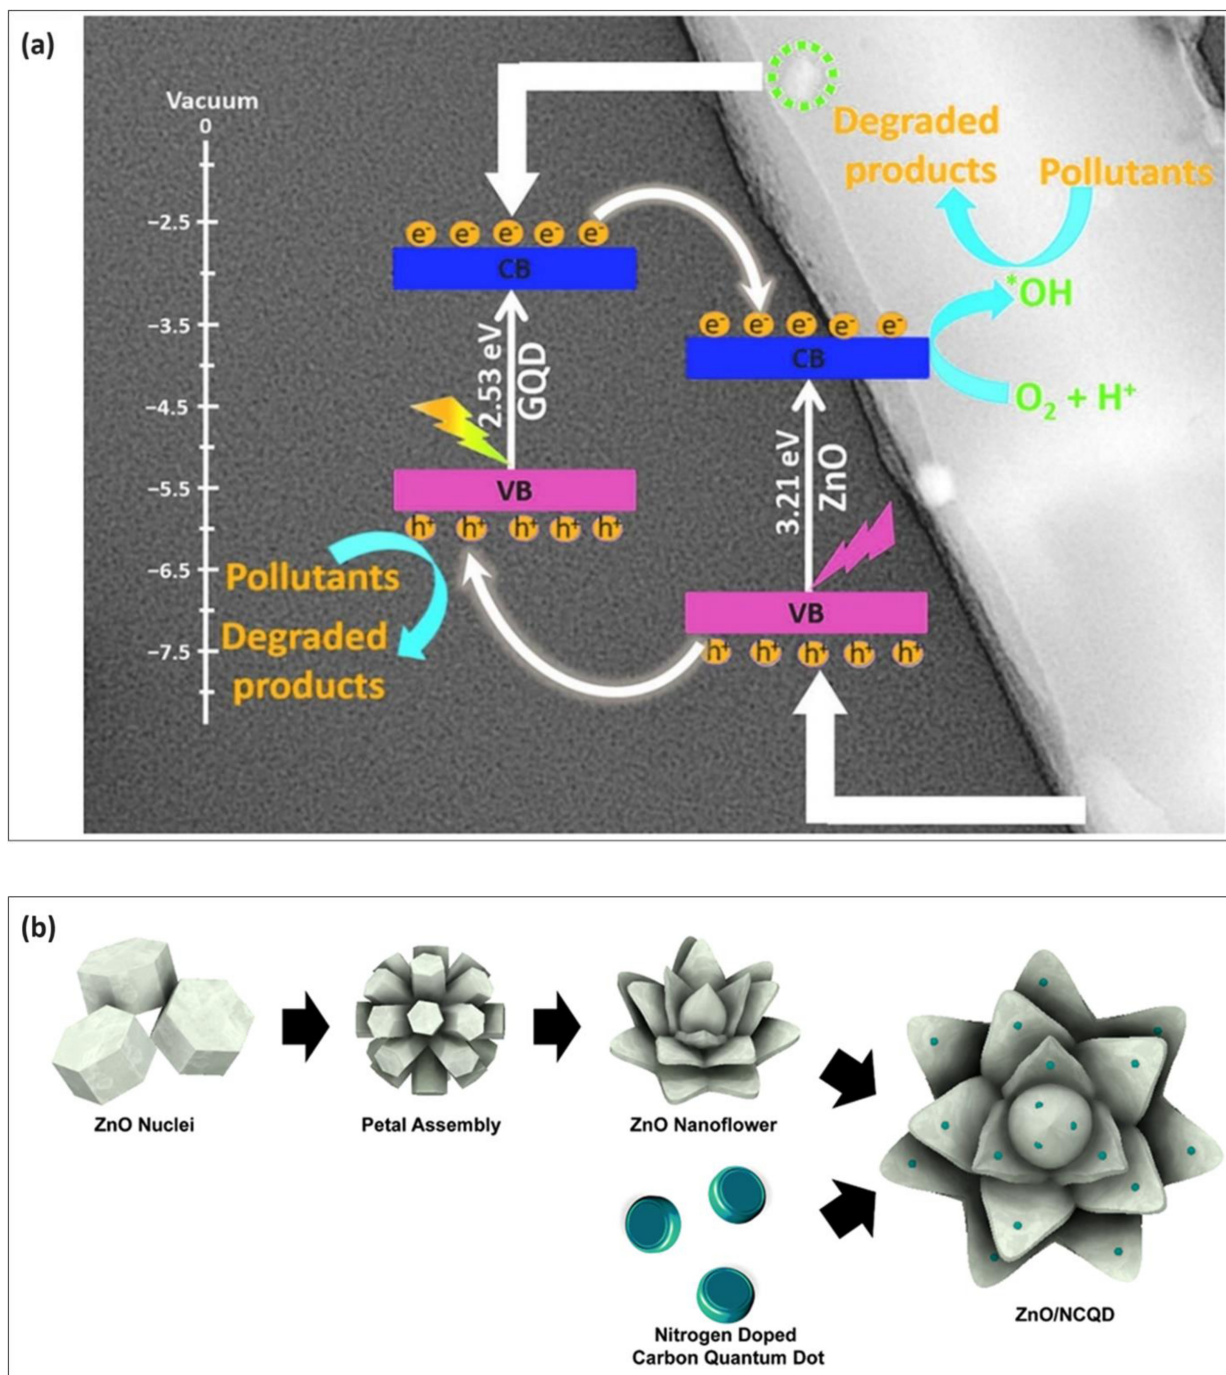 (a)
Vacuum
0
−2.5
−3.5
−4.5
−5.5
−6.5
−7.5
e⁻ e⁻ e⁻ e⁻ e⁻
CB
2.53 eV
GQD
VB
h⁺ h⁺ h⁺ h⁺ h⁺
Pollutants
Degraded
products
e⁻ e⁻ e⁻ e⁻ e⁻
CB
3.21 eV
ZnO
VB
h⁺ h⁺ h⁺ h⁺ h⁺
Degraded
products
Pollutants
*OH
O₂ + H⁺
(b)
ZnO Nuclei
Petal Assembly
ZnO Nanoflower
Nitrogen Doped
Carbon Quantum Dot
ZnO/NCQD